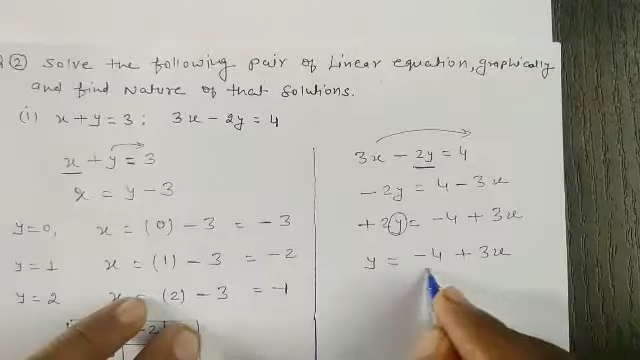 ② Solve the following pair of Linear equation, graphically
and find Nature of that Solutions.
(i) x + y = 3 ; 3x - 2y = 4
x + y = 3
x = y - 3
y=0, x = (0) - 3 = -3
y=1 x = (1) - 3 = -2
y=2 x = (2) - 3 = -1
3x - 2y = 4
- 2y = 4 - 3x
+ 2y = -4 + 3x
y = -4 + 3x